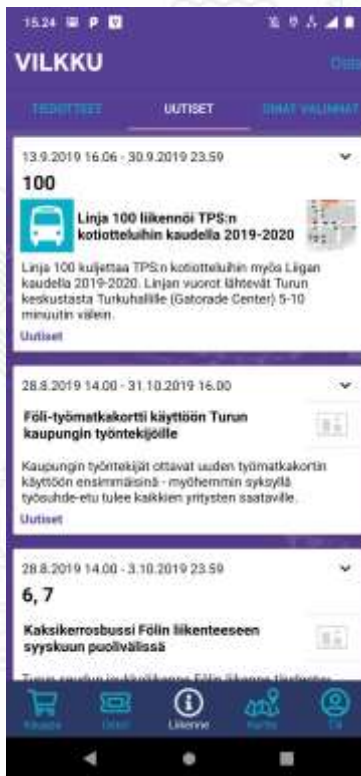 15.24
VILKKU
Osta
TIEDOTTEET UUTISET OMAT VALINNAT
13.9.2019 16.06 - 30.9.2019 23.59
100
Linja 100 liikennöi TPS:n
kotiotteluihin kaudella 2019-2020
Linja 100 kuljettaa TPS:n kotiotteluihin myös Liigan
kaudella 2019-2020. Linjan vuorot lähtevät Turun
keskustasta Turkuhallille (Gatorade Center) 5-10
minuutin välein.
Uutiset
28.8.2019 14.00 - 31.10.2019 16.00
Föli-työmatkakortti käyttöön Turun
kaupungin työntekijöille
Kaupungin työntekijät ottavat uuden työmatkakortin
käyttöön ensimmäisinä - myöhemmin syksyllä
työsuhde-etu tulee kaikkien yritysten saataville.
Uutiset
28.8.2019 14.00 - 3.10.2019 23.59
6, 7
Kaksikerrosbussi Fölin liikenteeseen
syyskuun puolivälissä
Liikenne